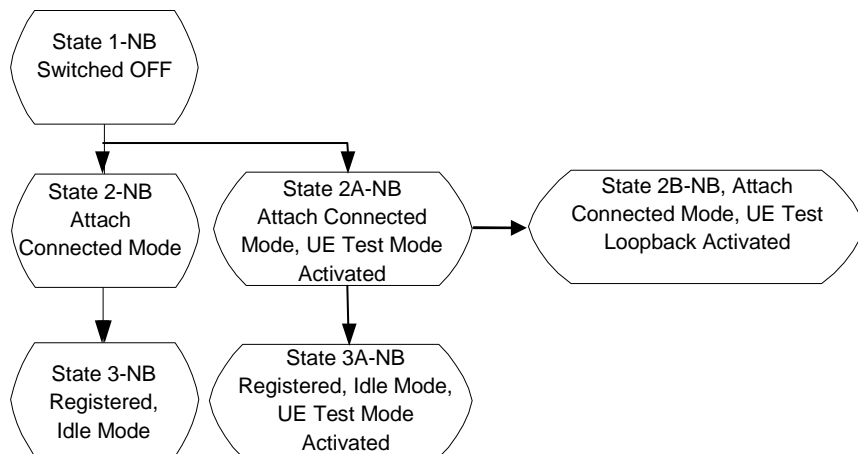 State 1-NB
Switched OFF
State 2-NB
Attach
Connected Mode
State 2A-NB
Attach Connected
Mode, UE Test Mode
Activated
State 2B-NB, Attach
Connected Mode, UE Test
Loopback Activated
State 3-NB
Registered,
Idle Mode
State 3A-NB
Registered, Idle Mode,
UE Test Mode
Activated